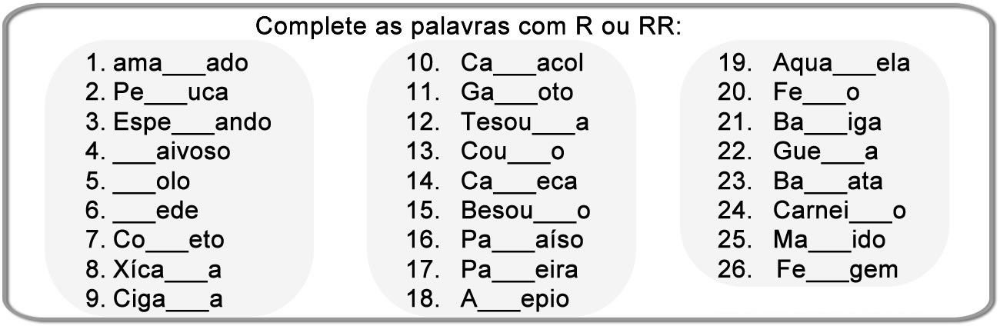 Complete as palavras com R ou RR:
1. ama___ado
2. Pe___uca
3. Espe___ando
4. ___aivoso
5. ___olo
6. ___ede
7. Co___eto
8. Xíca___a
9. Ciga___a
10. Ca___acol
11. Ga___oto
12. Tesou___a
13. Cou___o
14. Ca___eca
15. Besou___o
16. Pa___aíso
17. Pa___eira
18. A___epio
19. Aqua___ela
20. Fe___o
21. Ba___iga
22. Gue___a
23. Ba___ata
24. Carnei___o
25. Ma___ido
26. Fe___gem